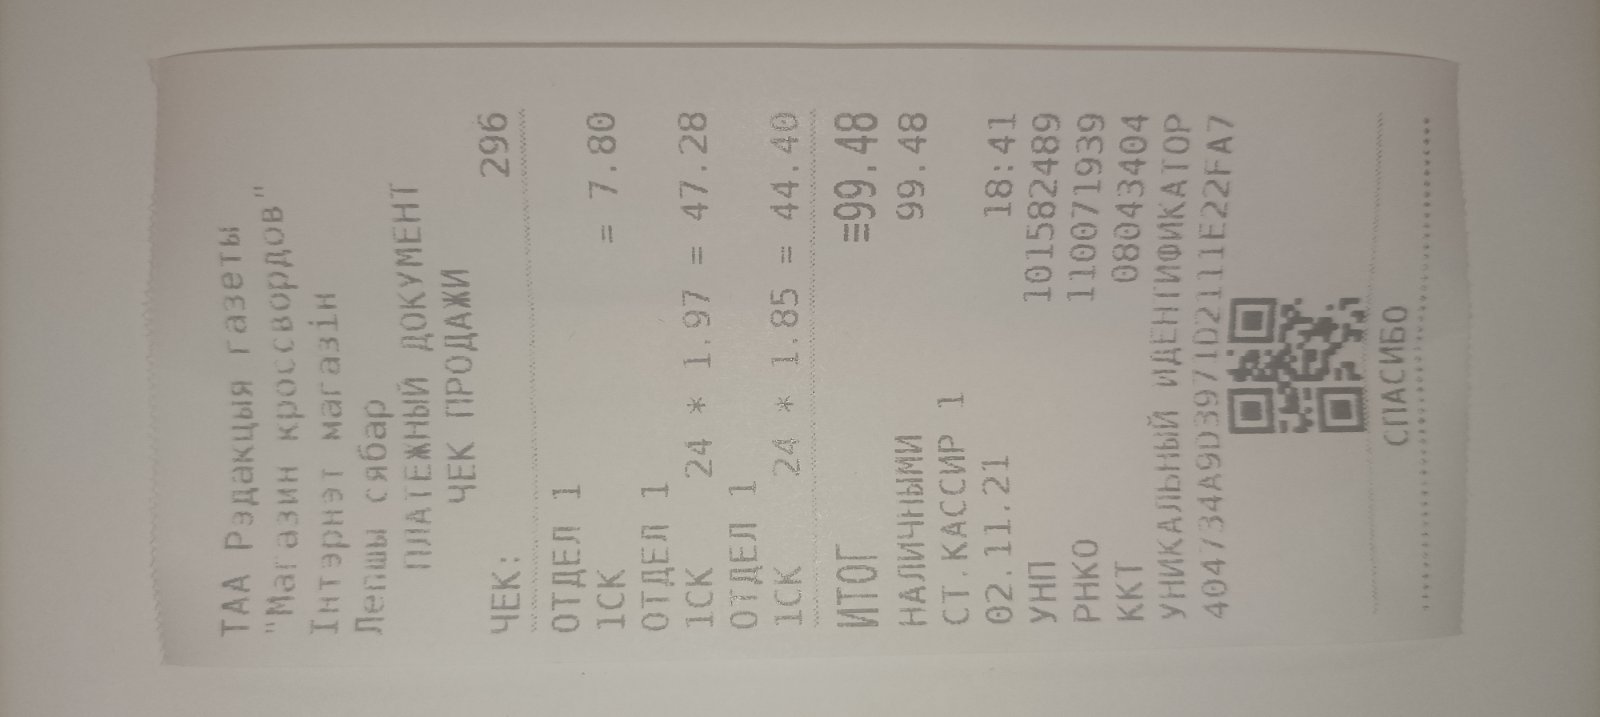 ТАА Рэдакцыя газеты
"Магазин кроссвордов"
Інтэрнэт магазін
Лепшы сябар
ПЛАТЕЖНЫЙ ДОКУМЕНТ
ЧЕК ПРОДАЖИ
ЧЕК: 296
ОТДЕЛ 1
1СК = 7.80
ОТДЕЛ 1
1СК 24 * 1.97 = 47.28
ОТДЕЛ 1
1СК 24 * 1.85 = 44.40
ИТОГ =99.48
НАЛИЧНЫМИ 99.48
СТ.КАССИР 1
02.11.21 18:41
УНП 101582489
РНКО 110071939
ККТ 08043404
УНИКАЛЬНЫЙ ИДЕНТИФИКАТОР
404734A9D3971D2111E22FA7
СПАСИБО